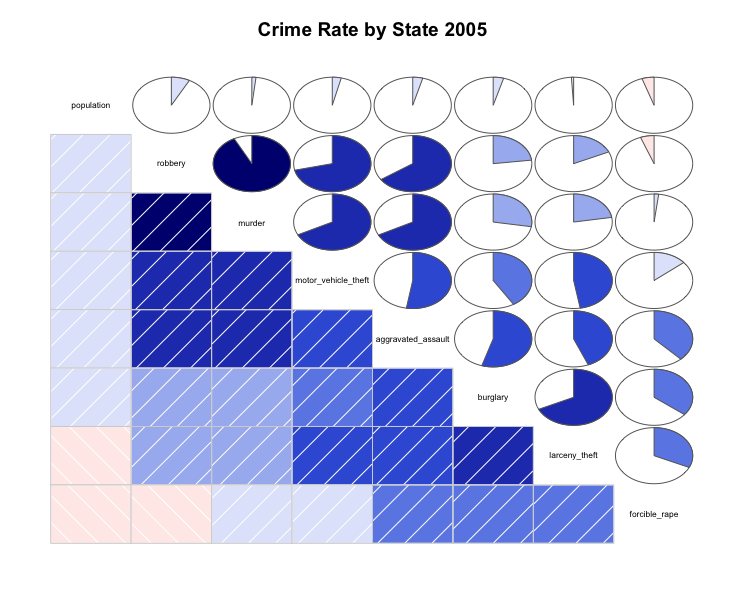 Crime Rate by State 2005
population
robbery
murder
motor_vehicle_theft
aggravated_assault
burglary
larceny_theft
forcible_rape